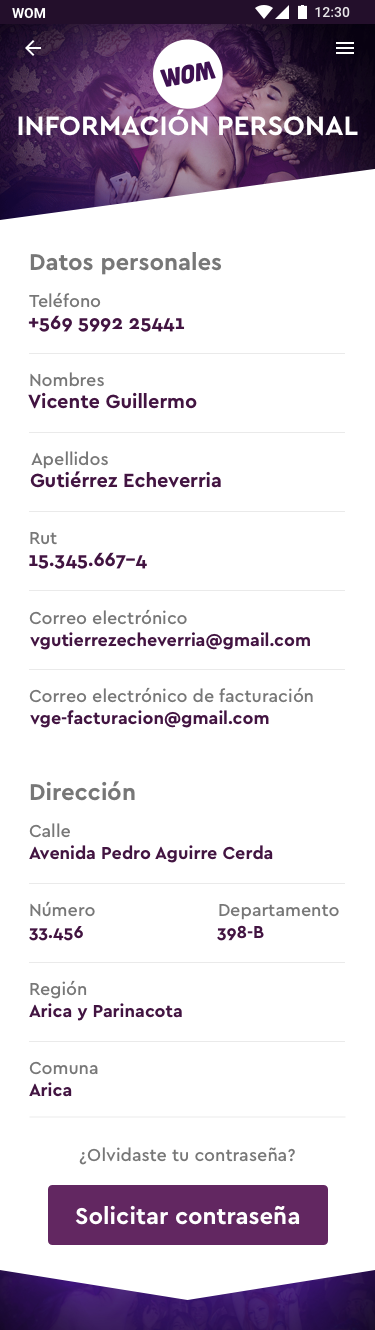 WOM 12:30
WOM
INFORMACIÓN PERSONAL
Datos personales
Teléfono
+569 5992 25441
Nombres
Vicente Guillermo
Apellidos
Gutiérrez Echeverria
Rut
15.345.667-4
Correo electrónico
vgutierrezecheverria@gmail.com
Correo electrónico de facturación
vge-facturacion@gmail.com
Dirección
Calle
Avenida Pedro Aguirre Cerda
Número Departamento
33.456 398-B
Región
Arica y Parinacota
Comuna
Arica
¿Olvidaste tu contraseña?
Solicitar contraseña